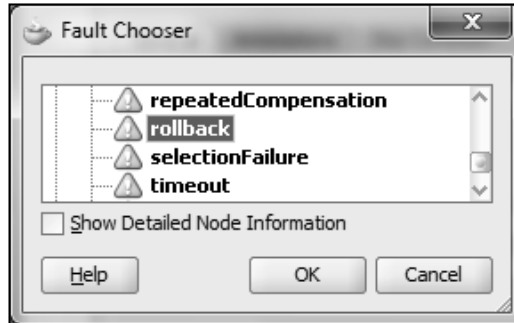 Fault Chooser
repeatedCompensation
rollback
selectionFailure
timeout
Show Detailed Node Information
Help
OK
Cancel